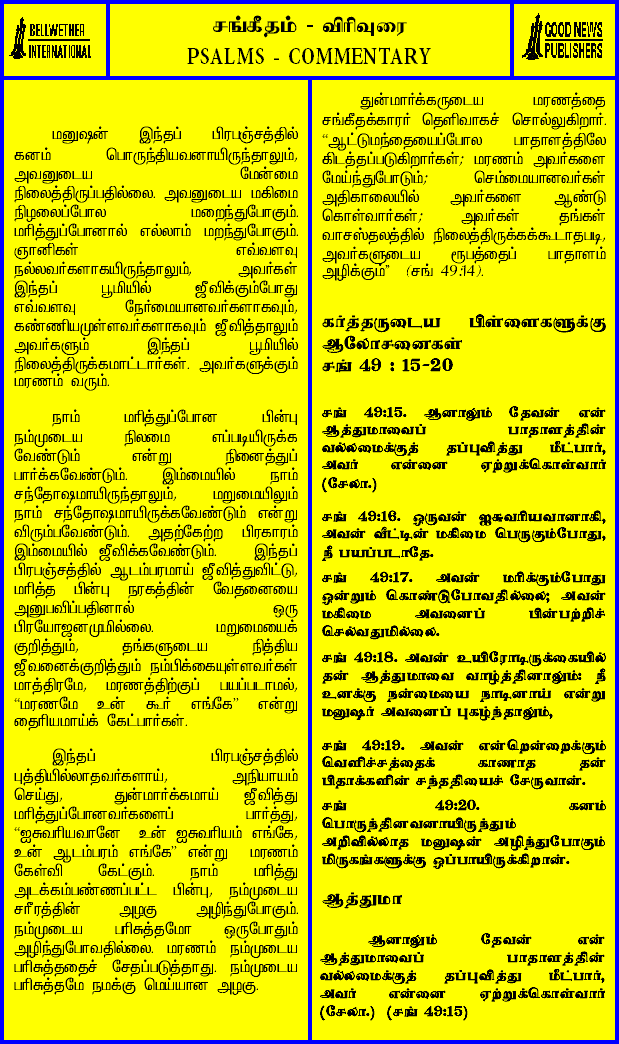 BELLWETHER
INTERNATIONAL
சங்கீதம் - விரிவுரை
PSALMS - COMMENTARY
GOOD NEWS
PUBLISHERS
மனுஷன் இந்தப் பிரபஞ்சத்தில்
கனம் பொருந்தியவனாயிருந்தாலும்,
அவனுடைய மேன்மை
நிலைத்திருப்பதில்லை. அவனுடைய மகிமை
நிழலைப்போல மறைந்துபோகும்.
மரித்துப்போனால் எல்லாம் மறந்துபோகும்.
ஞானிகள் எவ்வளவு
நல்லவர்களாகயிருந்தாலும், அவர்கள்
இந்தப் பூமியில் ஜீவிக்கும்போது
எவ்வளவு நேர்மையானவர்களாகவும்,
கண்ணியமுள்ளவர்களாகவும் ஜீவித்தாலும்
அவர்களும் இந்தப் பூமியில்
நிலைத்திருக்கமாட்டார்கள். அவர்களுக்கும்
மரணம் வரும்.
நாம் மரித்துப்போன பின்பு
நம்முடைய நிலமை எப்படியிருக்க
வேண்டும் என்று நினைத்துப்
பார்க்கவேண்டும். இம்மையில் நாம்
சந்தோஷமாயிருந்தாலும், மறுமையிலும்
நாம் சந்தோஷமாயிருக்கவேண்டும் என்று
விரும்பவேண்டும். அதற்கேற்ற பிரகாரம்
இம்மையில் ஜீவிக்கவேண்டும். இந்தப்
பிரபஞ்சத்தில் ஆடம்பரமாய் ஜீவித்துவிட்டு,
மரித்த பின்பு நரகத்தின் வேதனையை
அனுபவிப்பதினால் ஒரு
பிரயோஜனமுமில்லை. மறுமையைக்
குறித்தும், தங்களுடைய நித்திய
ஜீவனைக்குறித்தும் நம்பிக்கையுள்ளவர்கள்
மாத்திரமே, மரணத்திற்குப் பயப்படாமல்,
“மரணமே உன் கூர் எங்கே” என்று
தைரியமாய்க் கேட்பார்கள்.
இந்தப் பிரபஞ்சத்தில்
புத்தியில்லாதவர்களாய், அநியாயம்
செய்து, துன்மார்க்கமாய் ஜீவித்து
மரித்துப்போனவர்களைப் பார்த்து,
“ஐசுவரியவானே உன் ஐசுவரியம் எங்கே,
உன் ஆடம்பரம் எங்கே” என்று மரணம்
கேள்வி கேட்கும். நாம் மரித்து
அடக்கம்பண்ணப்பட்ட பின்பு, நம்முடைய
சரீரத்தின் அழகு அழிந்துபோகும்.
நம்முடைய பரிசுத்தமோ ஒருபோதும்
அழிந்துபோவதில்லை. மரணம் நம்முடைய
பரிசுத்ததைச் சேதப்படுத்தாது. நம்முடைய
பரிசுத்தமே நமக்கு மெய்யான அழகு.
துன்மார்க்கருடைய மரணத்தை
சங்கீதக்காரர் தெளிவாகச் சொல்லுகிறார்.
“ஆட்டுமந்தையைப்போல பாதாளத்திலே
கிடத்தப்படுகிறார்கள்; மரணம் அவர்களை
மேய்ந்துபோடும்; செம்மையானவர்கள்
அதிகாலையில் அவர்களை ஆண்டு
கொள்வார்கள்; அவர்கள் தங்கள்
வாசஸ்தலத்தில் நிலைத்திருக்கக்கூடாதபடி,
அவர்களுடைய ரூபத்தைப் பாதாளம்
அழிக்கும்” (சங் 49:14).
கர்த்தருடைய பிள்ளைகளுக்கு
ஆலோசனைகள்
சங் 49 : 15-20
சங் 49:15. ஆனாலும் தேவன் என்
ஆத்துமாவைப் பாதாளத்தின்
வல்லமைக்குத் தப்புவித்து மீட்பார்,
அவர் என்னை ஏற்றுக்கொள்வார்
(சேலா.)
சங் 49:16. ஒருவன் ஐசுவரியவானாகி,
அவன் வீட்டின் மகிமை பெருகும்போது,
நீ பயப்படாதே.
சங் 49:17. அவன் மரிக்கும்போது
ஒன்றும் கொண்டுபோவதில்லை; அவன்
மகிமை அவனைப் பின்பற்றிச்
செல்வதுமில்லை.
சங் 49:18. அவன் உயிரோடிருக்கையில்
தன் ஆத்துமாவை வாழ்த்தினாலும்: நீ
உனக்கு நன்மையை நாடினாய் என்று
மனுஷர் அவனைப் புகழ்ந்தாலும்,
சங் 49:19. அவன் என்றென்றைக்கும்
வெளிச்சத்தைக் காணாத தன்
பிதாக்களின் சந்ததியைச் சேருவான்.
சங் 49:20. கனம்
பொருந்தினவனாயிருந்தும்
அறிவில்லாத மனுஷன் அழிந்துபோகும்
மிருகங்களுக்கு ஒப்பாயிருக்கிறான்.
ஆத்துமா
ஆனாலும் தேவன் என்
ஆத்துமாவைப் பாதாளத்தின்
வல்லமைக்குத் தப்புவித்து மீட்பார்,
அவர் என்னை ஏற்றுக்கொள்வார்
(சேலா.) (சங் 49:15)